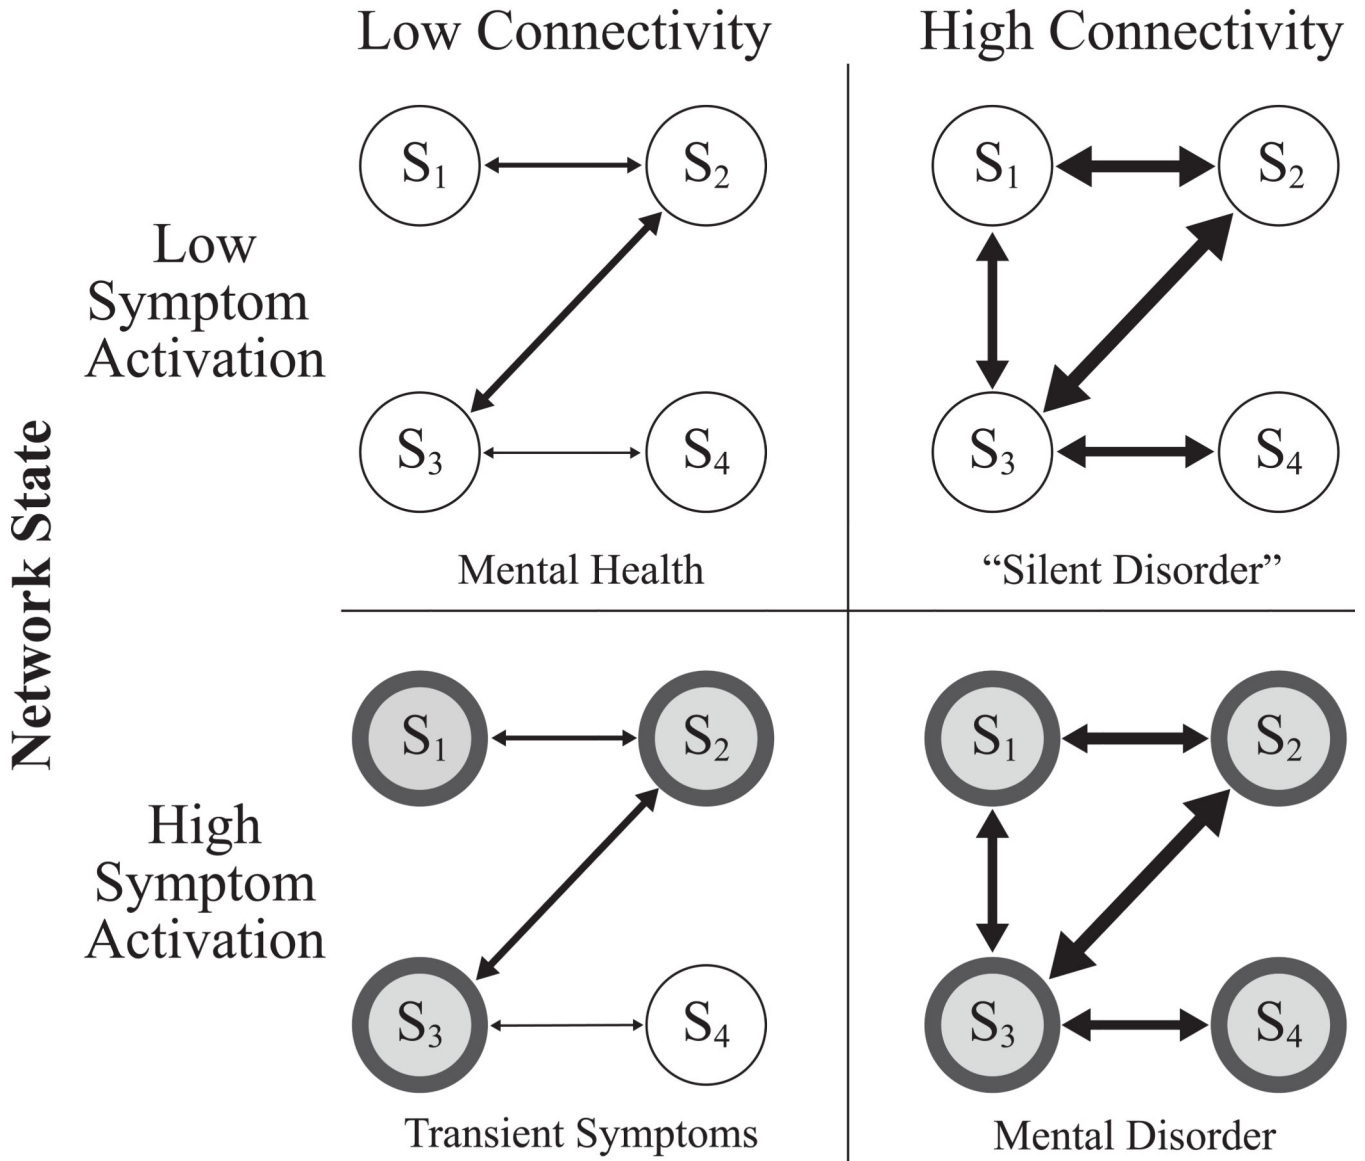 Low Connectivity
High Connectivity
Network State
Low
Symptom
Activation
S1
S2
S3
S4
Mental Health
S1
S2
S3
S4
“Silent Disorder”
High
Symptom
Activation
S1
S2
S3
S4
Transient Symptoms
S1
S2
S3
S4
Mental Disorder